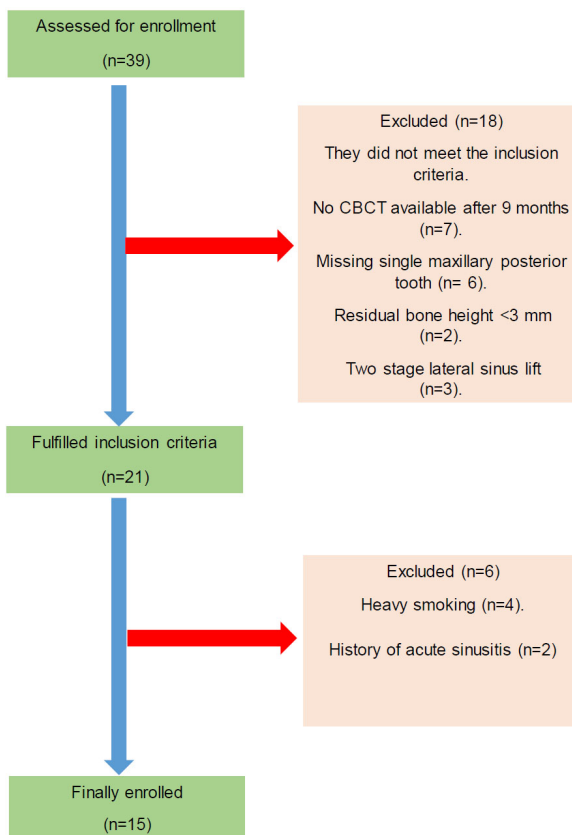 Assessed for enrollment
(n=39)
Excluded (n=18)
They did not meet the inclusion
criteria.
No CBCT available after 9 months
(n=7).
Missing single maxillary posterior
tooth (n= 6).
Residual bone height <3 mm
(n=2).
Two stage lateral sinus lift
(n=3).
Fulfilled inclusion criteria
(n=21)
Excluded (n=6)
Heavy smoking (n=4).
History of acute sinusitis (n=2)
Finally enrolled
(n=15)